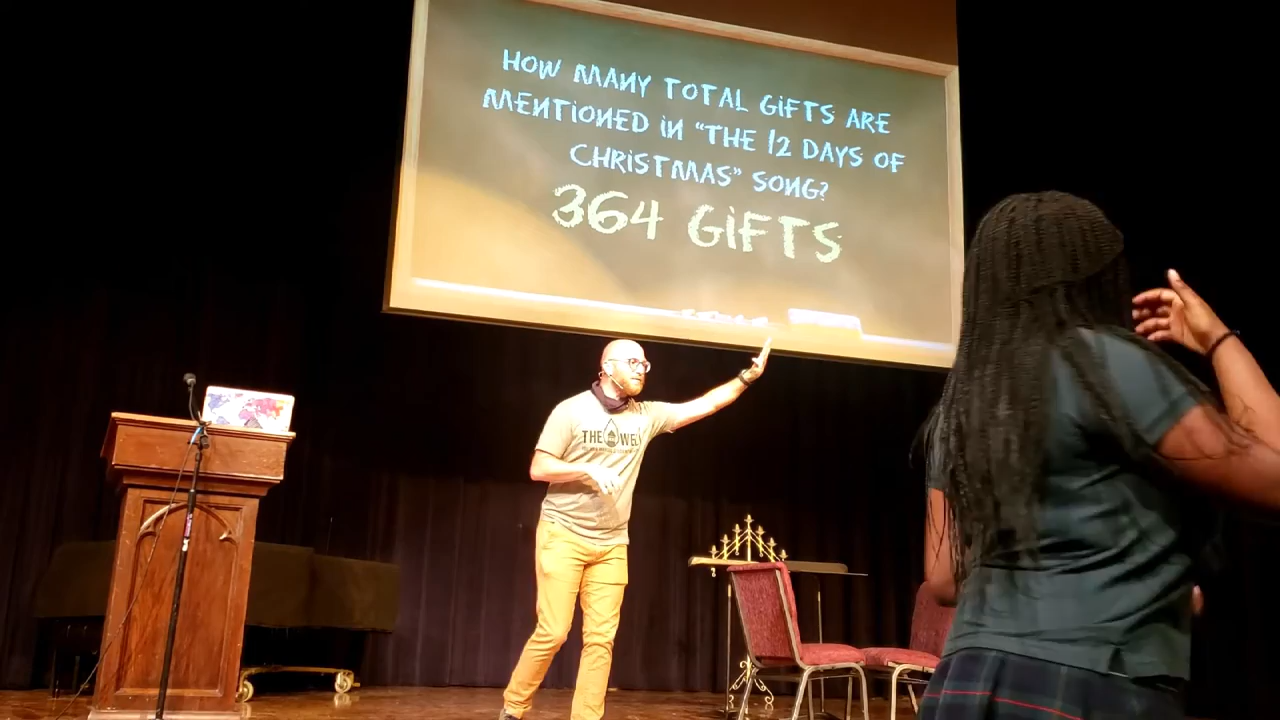 HOW MANY TOTAL GiFTS ARE
MENTiONED iN “THE 12 DAYS OF
CHRiSTMAS” SONG?
364 GiFTS
THE WELL